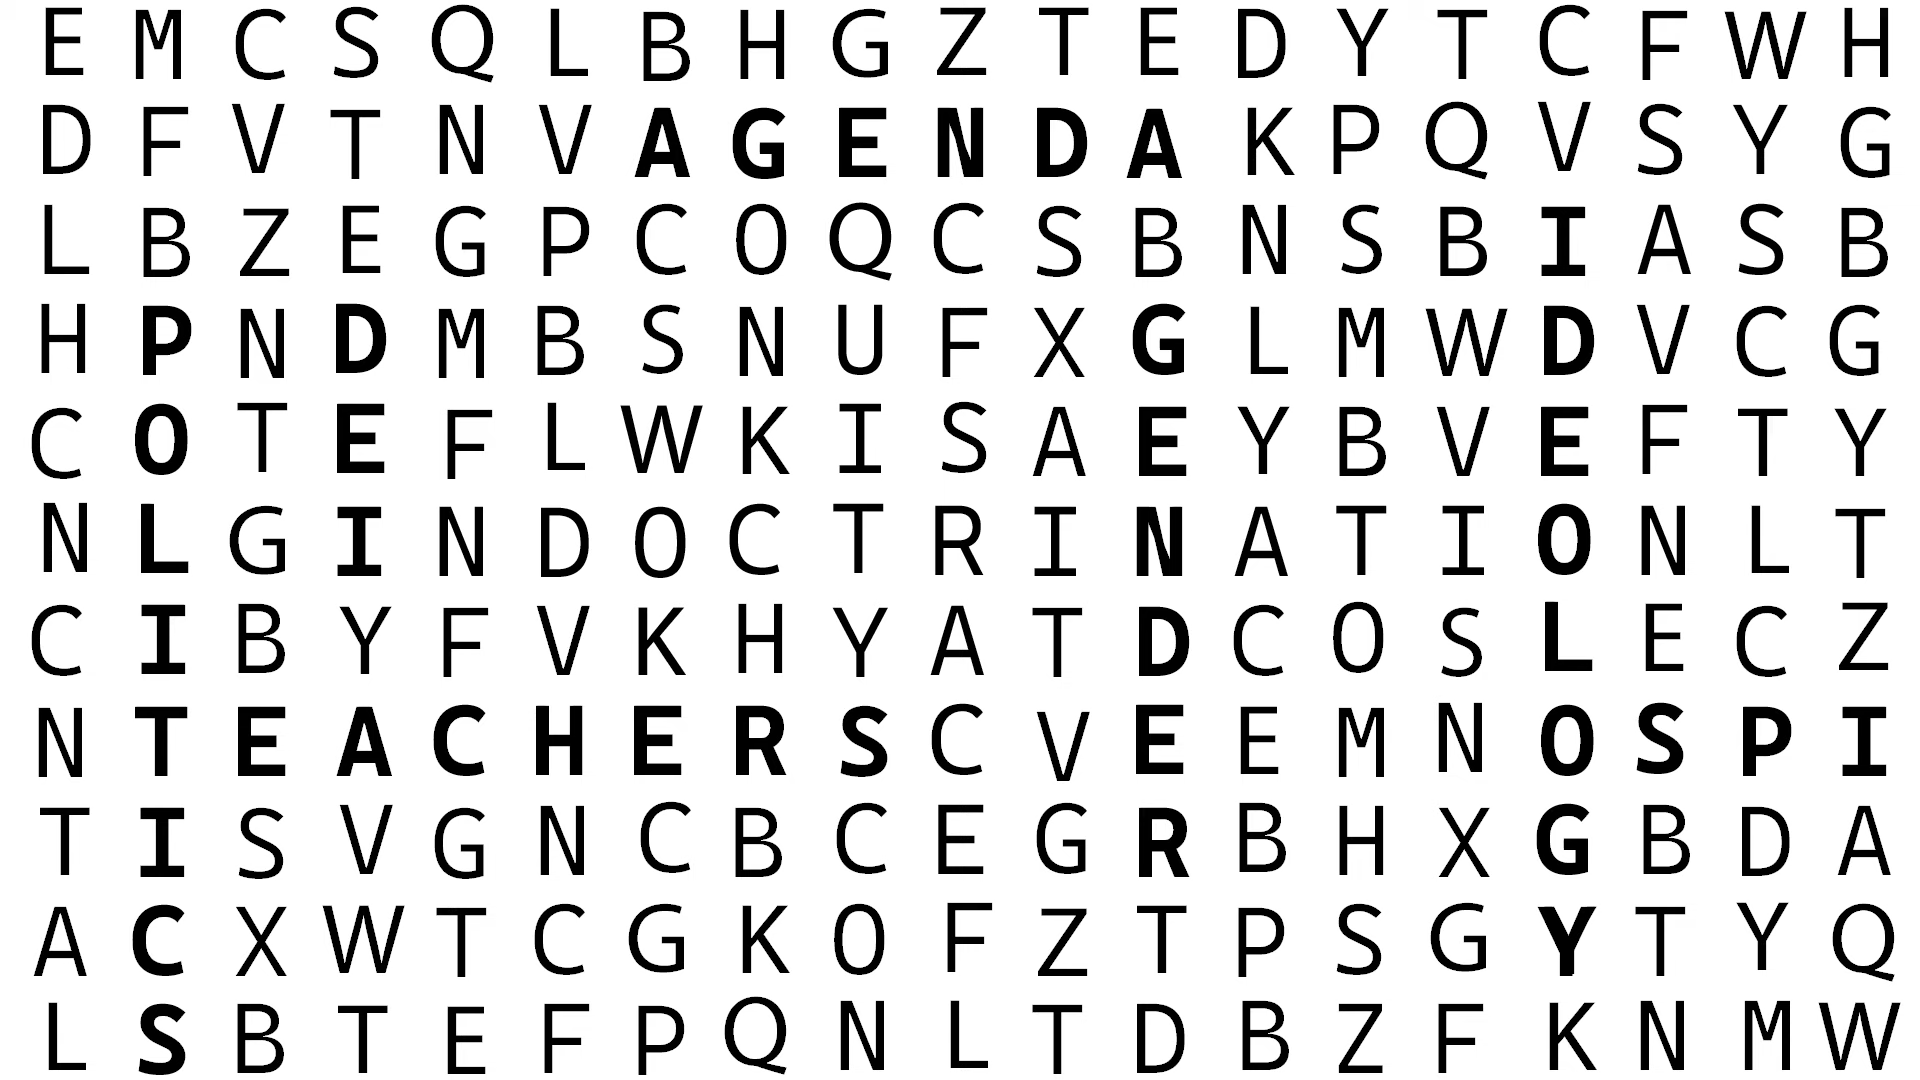 E M C S Q L B H G Z T E D Y T C F W H
D F V T N V A G E N D A K P Q V S Y G
L B Z E G P C O Q C S B N S B I A S B
H P N D M B S N U F X G L M W D V C G
C O T E F L W K I S A E Y B V E F T Y
N L G I N D O C T R I N A T I O N L T
C I B Y F V K H Y A T D C O S L E C Z
N T E A C H E R S C V E E M N O S P I
T I S V G N C B C E G R B H X G B D A
A C X W T C G K O F Z T P S G Y T Y Q
L S B T E F P Q N L T D B Z F K N M W